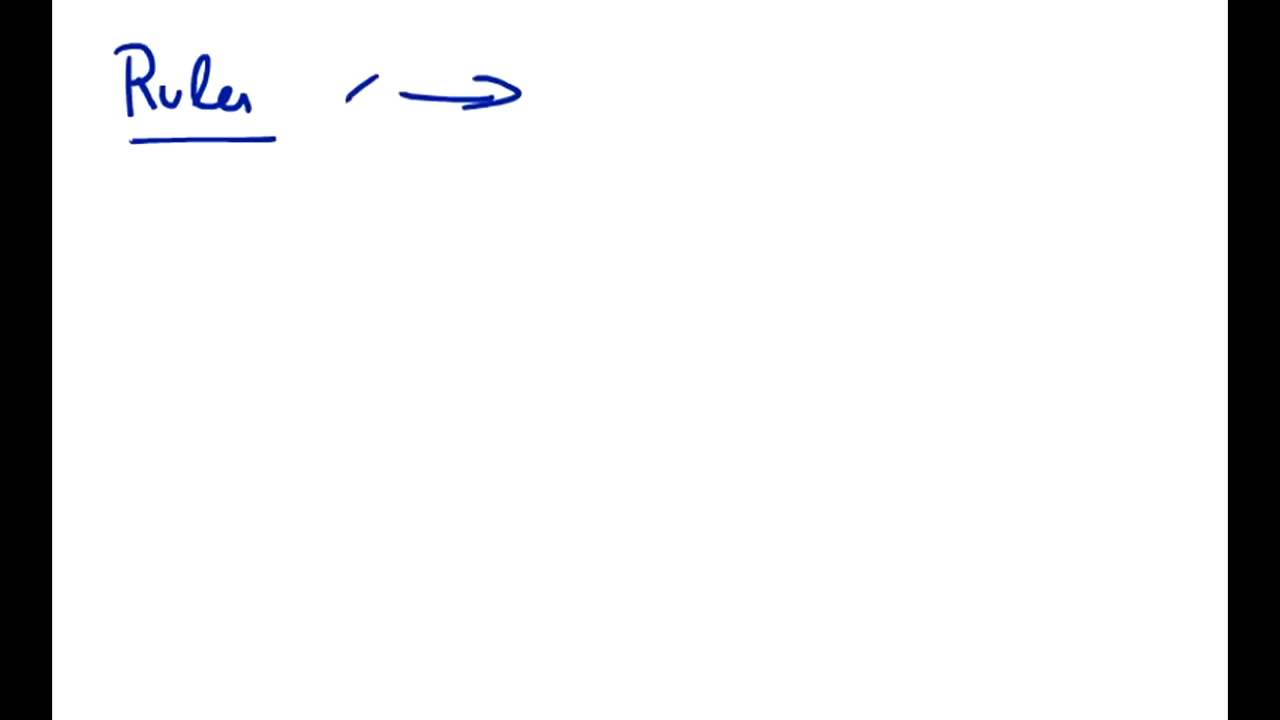 Rules →